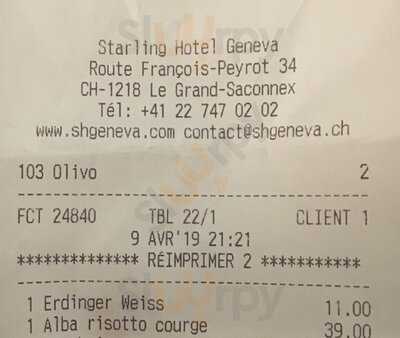 Starling Hotel Geneva
Route François-Peyrot 34
CH-1218 Le Grand-Saconnex
Tél: +41 22 747 02 02
www.shgeneva.com contact@shgeneva.ch
103 Olivo 2
FCT 24840 TBL 22/1 CLIENT 1
9 AVR'19 21:21
************** RÉIMPRIMER 2 ***********
1 Erdinger Weiss 11.00
1 Alba risotto courge 39.00